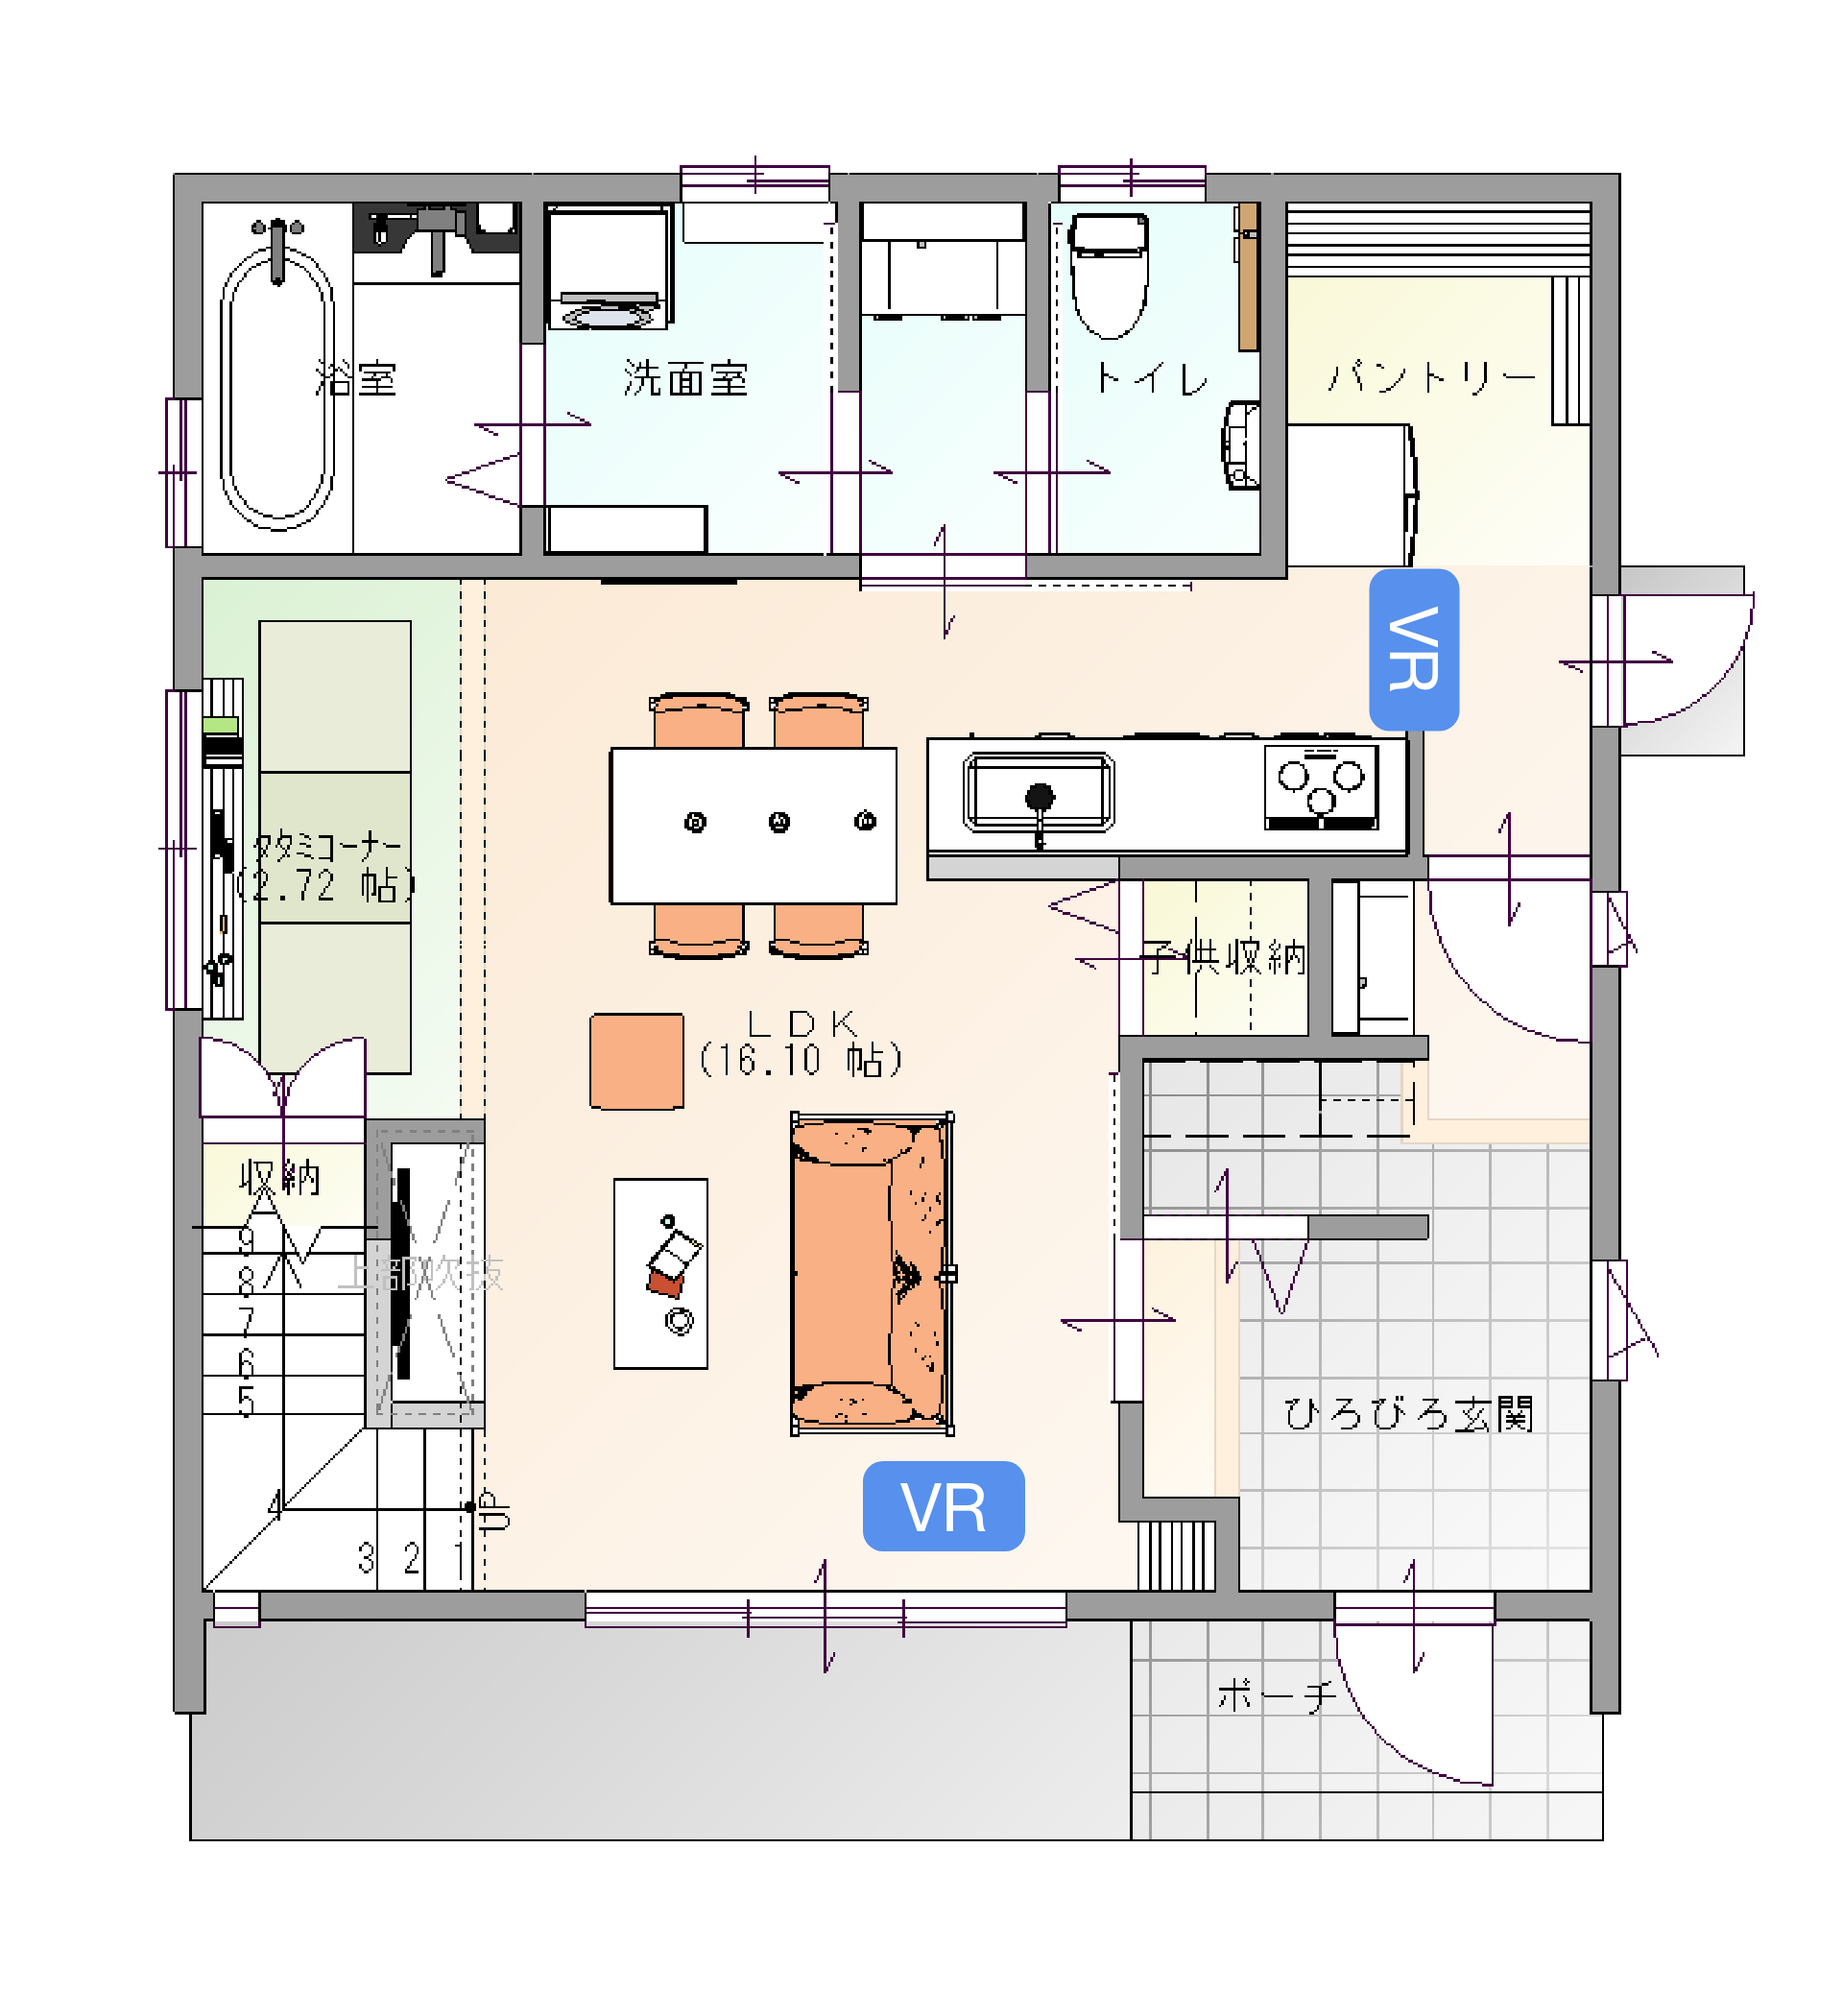 浴室
洗面室
トイレ
パントリー
VR
タタミコーナー
(2.72 帖)
子供収納
LDK
(16.10 帖)
収納
上部吹抜
9
8
7
6
5
4
3 2 1
UP
ひろびろ玄関
VR
ポーチ